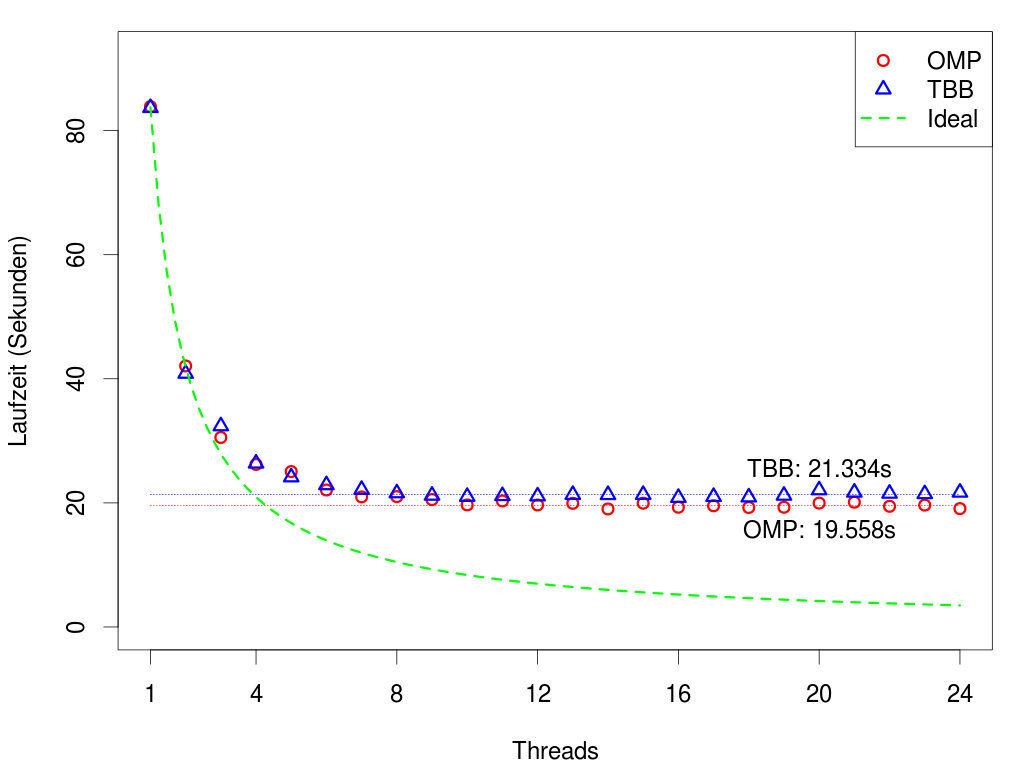 OMP
TBB
Ideal
Laufzeit (Sekunden)
80
60
40
20
0
TBB: 21.334s
OMP: 19.558s
1 4 8 12 16 20 24
Threads